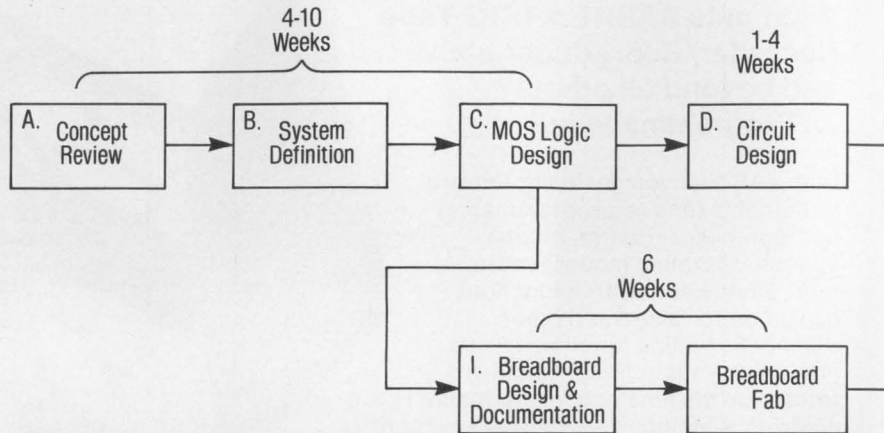 4-10
Weeks
1-4
Weeks
A. Concept
Review
B. System
Definition
C. MOS Logic
Design
D. Circuit
Design
6
Weeks
I. Breadboard
Design &
Documentation
Breadboard
Fab